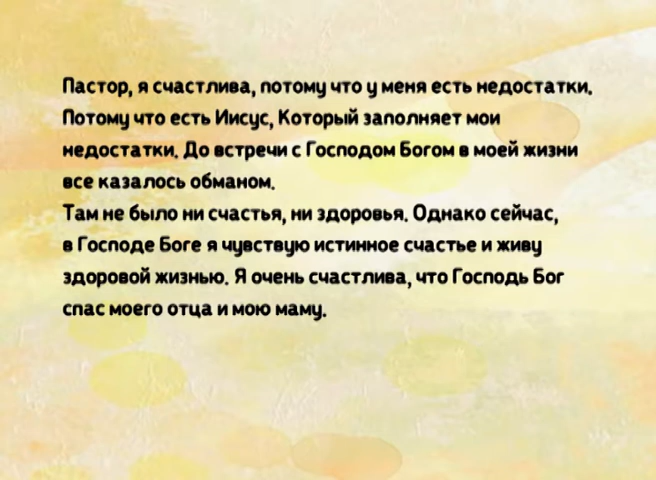 Пастор, я счастлива, потому что у меня есть недостатки.
Потому что есть Иисус, Который заполняет мои
недостатки. До встречи с Господом Богом в моей жизни
все казалось обманом.
Там не было ни счастья, ни здоровья. Однако сейчас,
в Господе Боге я чувствую истинное счастье и живу
здоровой жизнью. Я очень счастлива, что Господь Бог
спас моего отца и мою маму.